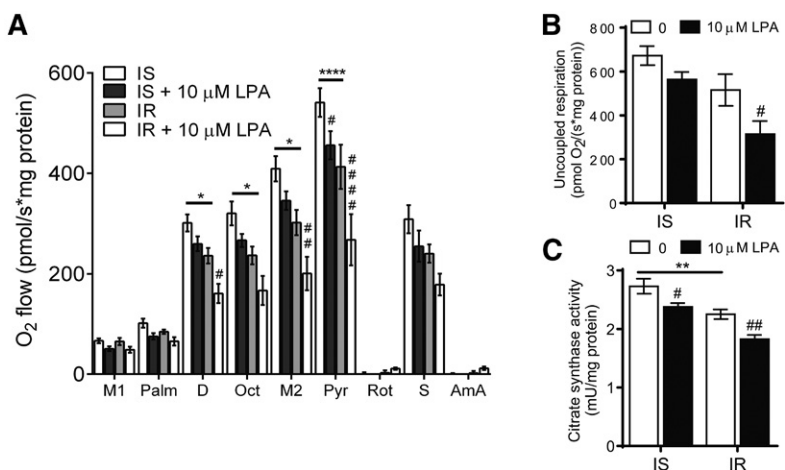 A
O2 flow (pmol/s*mg protein)
600
400
200
0
IS
IS + 10 μM LPA
IR
IR + 10 μM LPA
*
*
*
****
#
##
#
####
M1 Palm D Oct M2 Pyr Rot S AmA
B
0 10 μM LPA
Uncoupled respiration
(pmol O2/(s*mg protein))
800
600
400
200
0
#
IS IR
C
0 10 μM LPA
Citrate synthase activity
(mU/mg protein)
3
2
1
0
**
#
##
IS IR